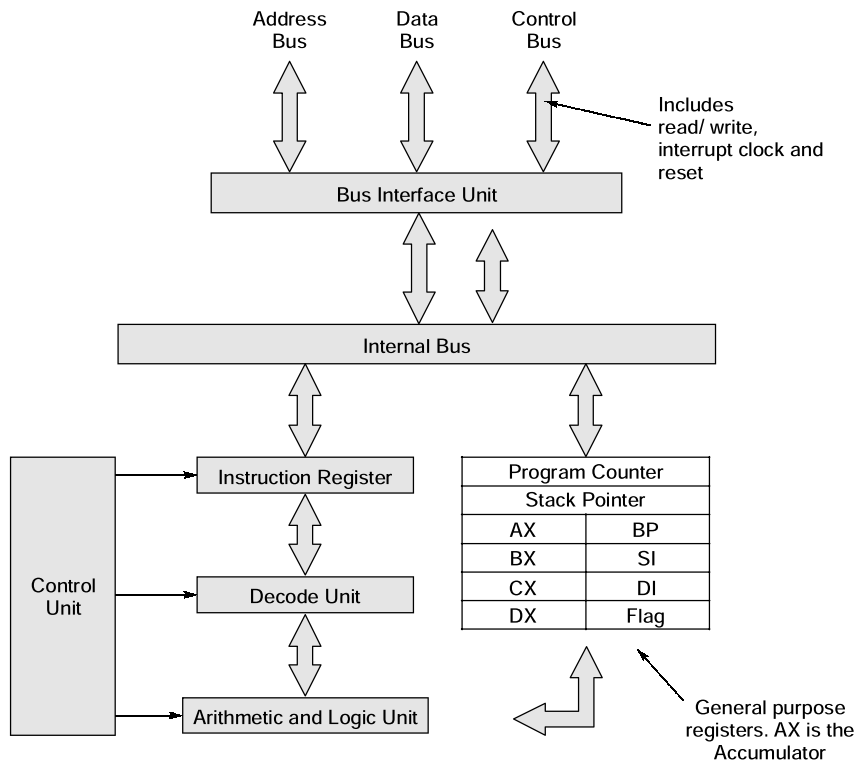 Address
Bus
Data
Bus
Control
Bus
Includes
read/ write,
interrupt clock and
reset
Bus Interface Unit
Internal Bus
Control
Unit
Instruction Register
Decode Unit
Arithmetic and Logic Unit
Program Counter
Stack Pointer
AX BP
BX SI
CX DI
DX Flag
General purpose
registers. AX is the
Accumulator